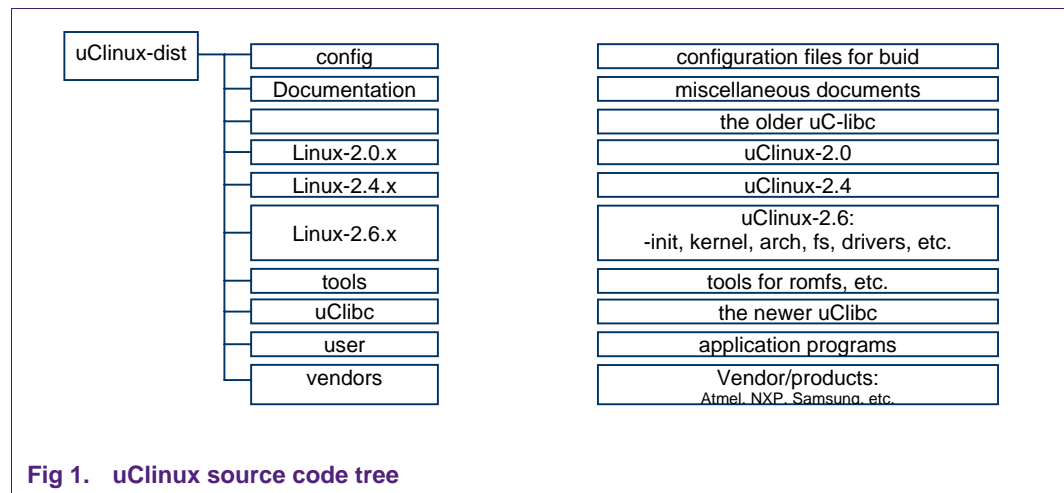 uClinux-dist
config
configuration files for buid
Documentation
miscellaneous documents
the older uC-libc
Linux-2.0.x
uClinux-2.0
Linux-2.4.x
uClinux-2.4
Linux-2.6.x
uClinux-2.6:
-init, kernel, arch, fs, drivers, etc.
tools
tools for romfs, etc.
uClibc
the newer uClibc
user
application programs
vendors
Vendor/products:
Atmel, NXP, Samsung, etc.
Fig 1. uClinux source code tree